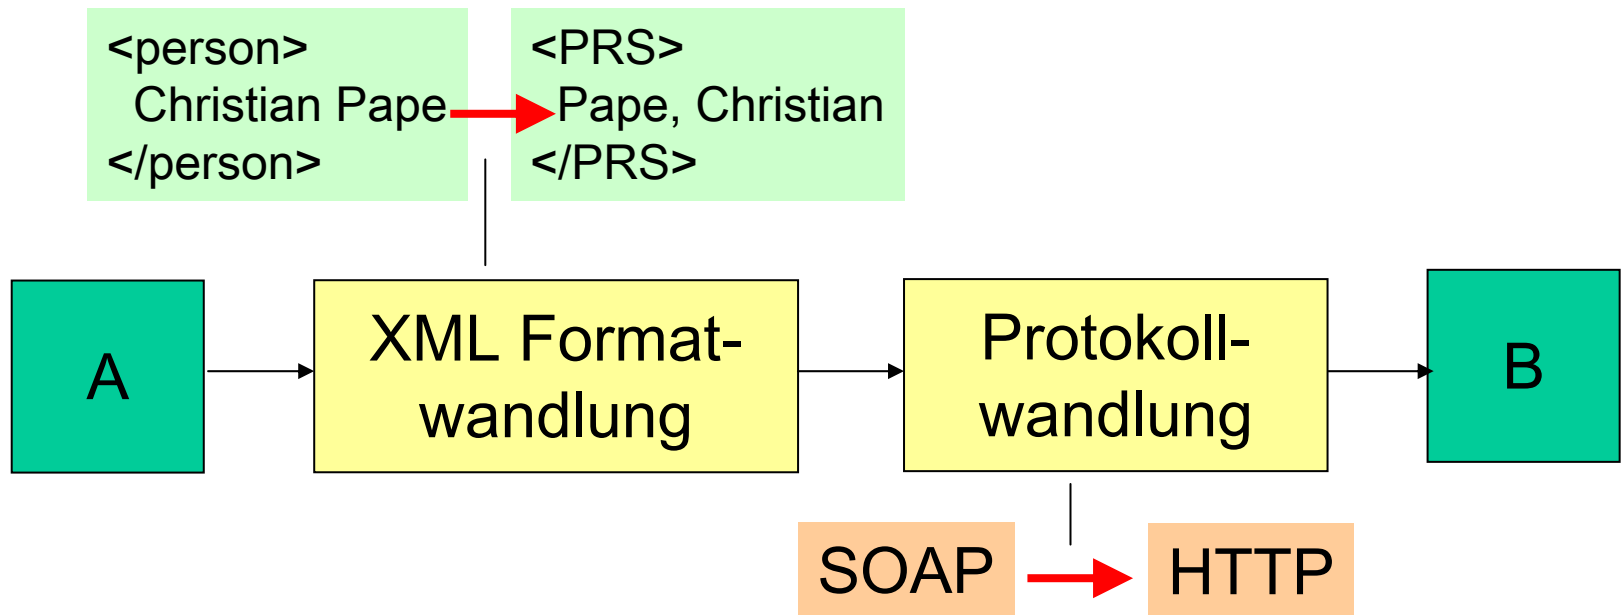 <person>
Christian Pape
</person>
<PRS>
Pape, Christian
</PRS>
A
XML Format-
wandlung
Protokoll-
wandlung
B
SOAP
HTTP